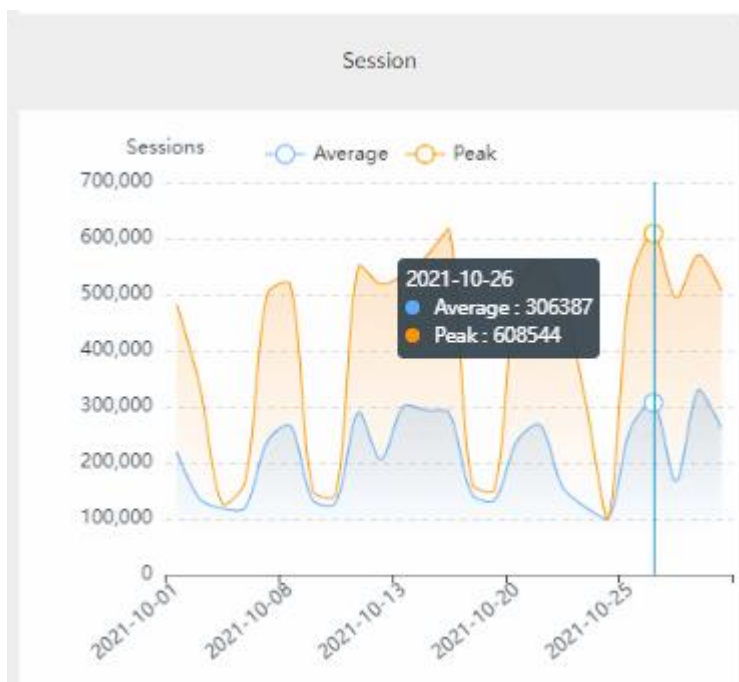 Session
Sessions
Average
Peak
700,000
600,000
500,000
400,000
300,000
200,000
100,000
0
2021-10-26
Average : 306387
Peak : 608544
2021-10-01
2021-10-08
2021-10-13
2021-10-20
2021-10-25